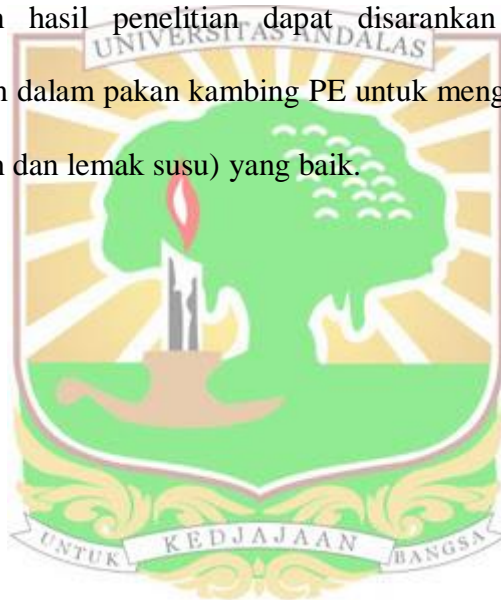 hasil penelitian dapat disarankan
UNIVERSITAS ANDALAS
dalam pakan kambing PE untuk
dan lemak susu) yang baik.
UNTUK KEDJAJAAN BANGSA